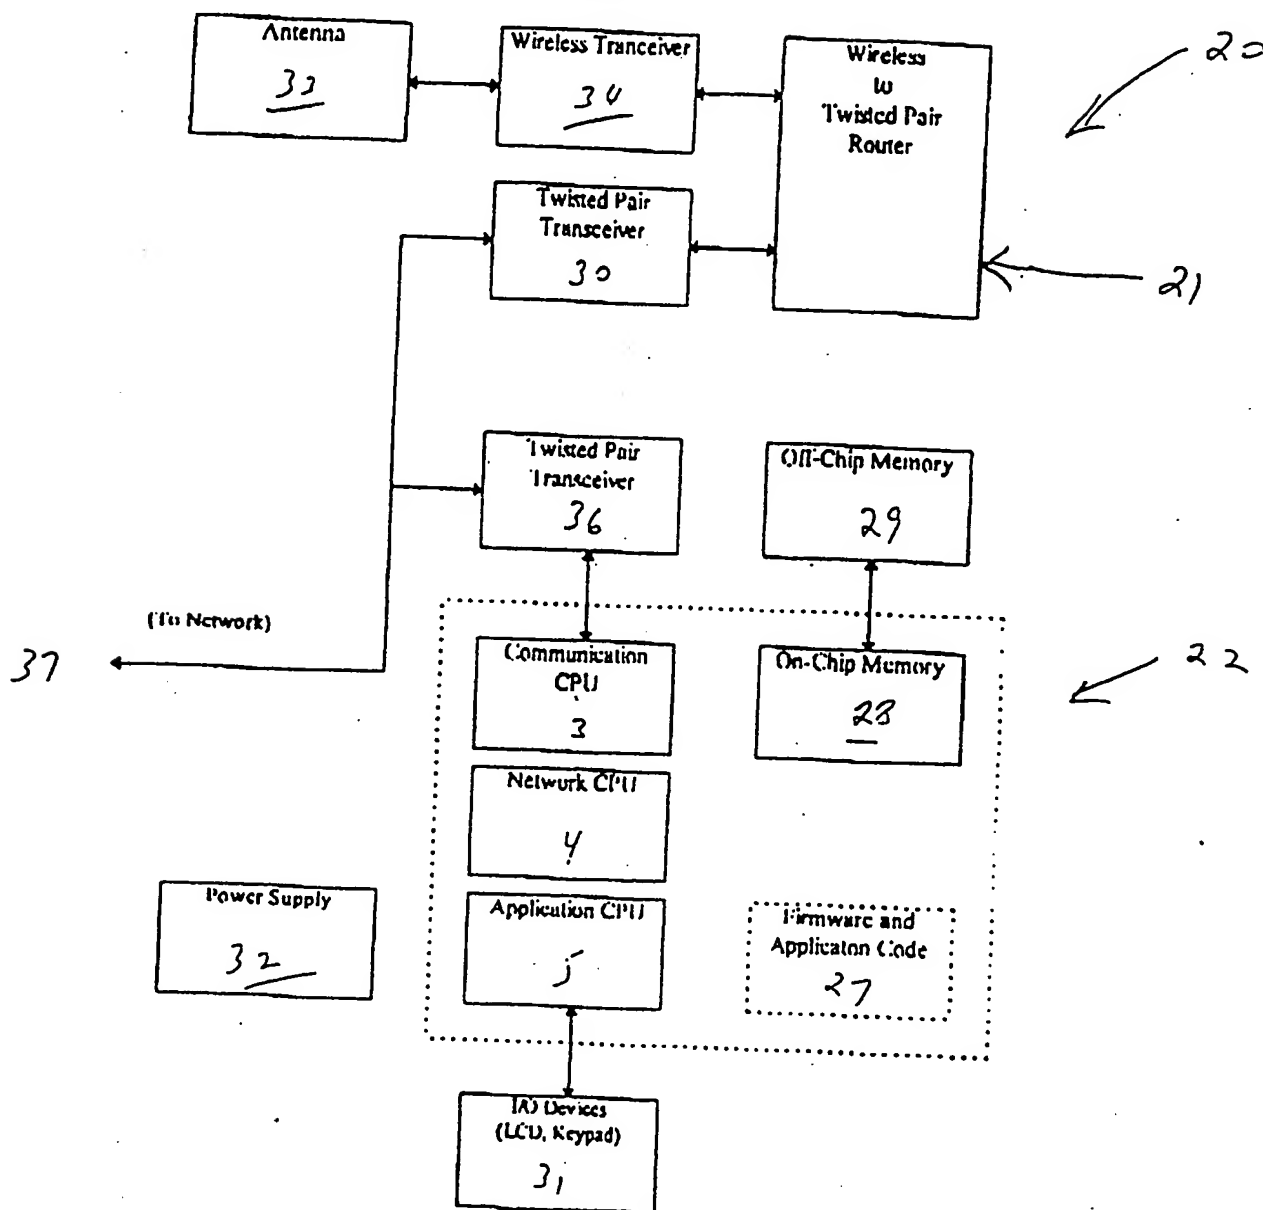 Antenna
33
Wireless Tranceiver
34
Wireless
to
Twisted Pair
Router
20
Twisted Pair
Transceiver
30
21
Twisted Pair
Transceiver
36
Off-Chip Memory
29
(To Network)
37
Communication
CPU
3
On-Chip Memory
28
22
Network CPU
4
Power Supply
32
Application CPU
5
Firmware and
Applicaton Code
27
I/O Devices
(LCD, Keypad)
31